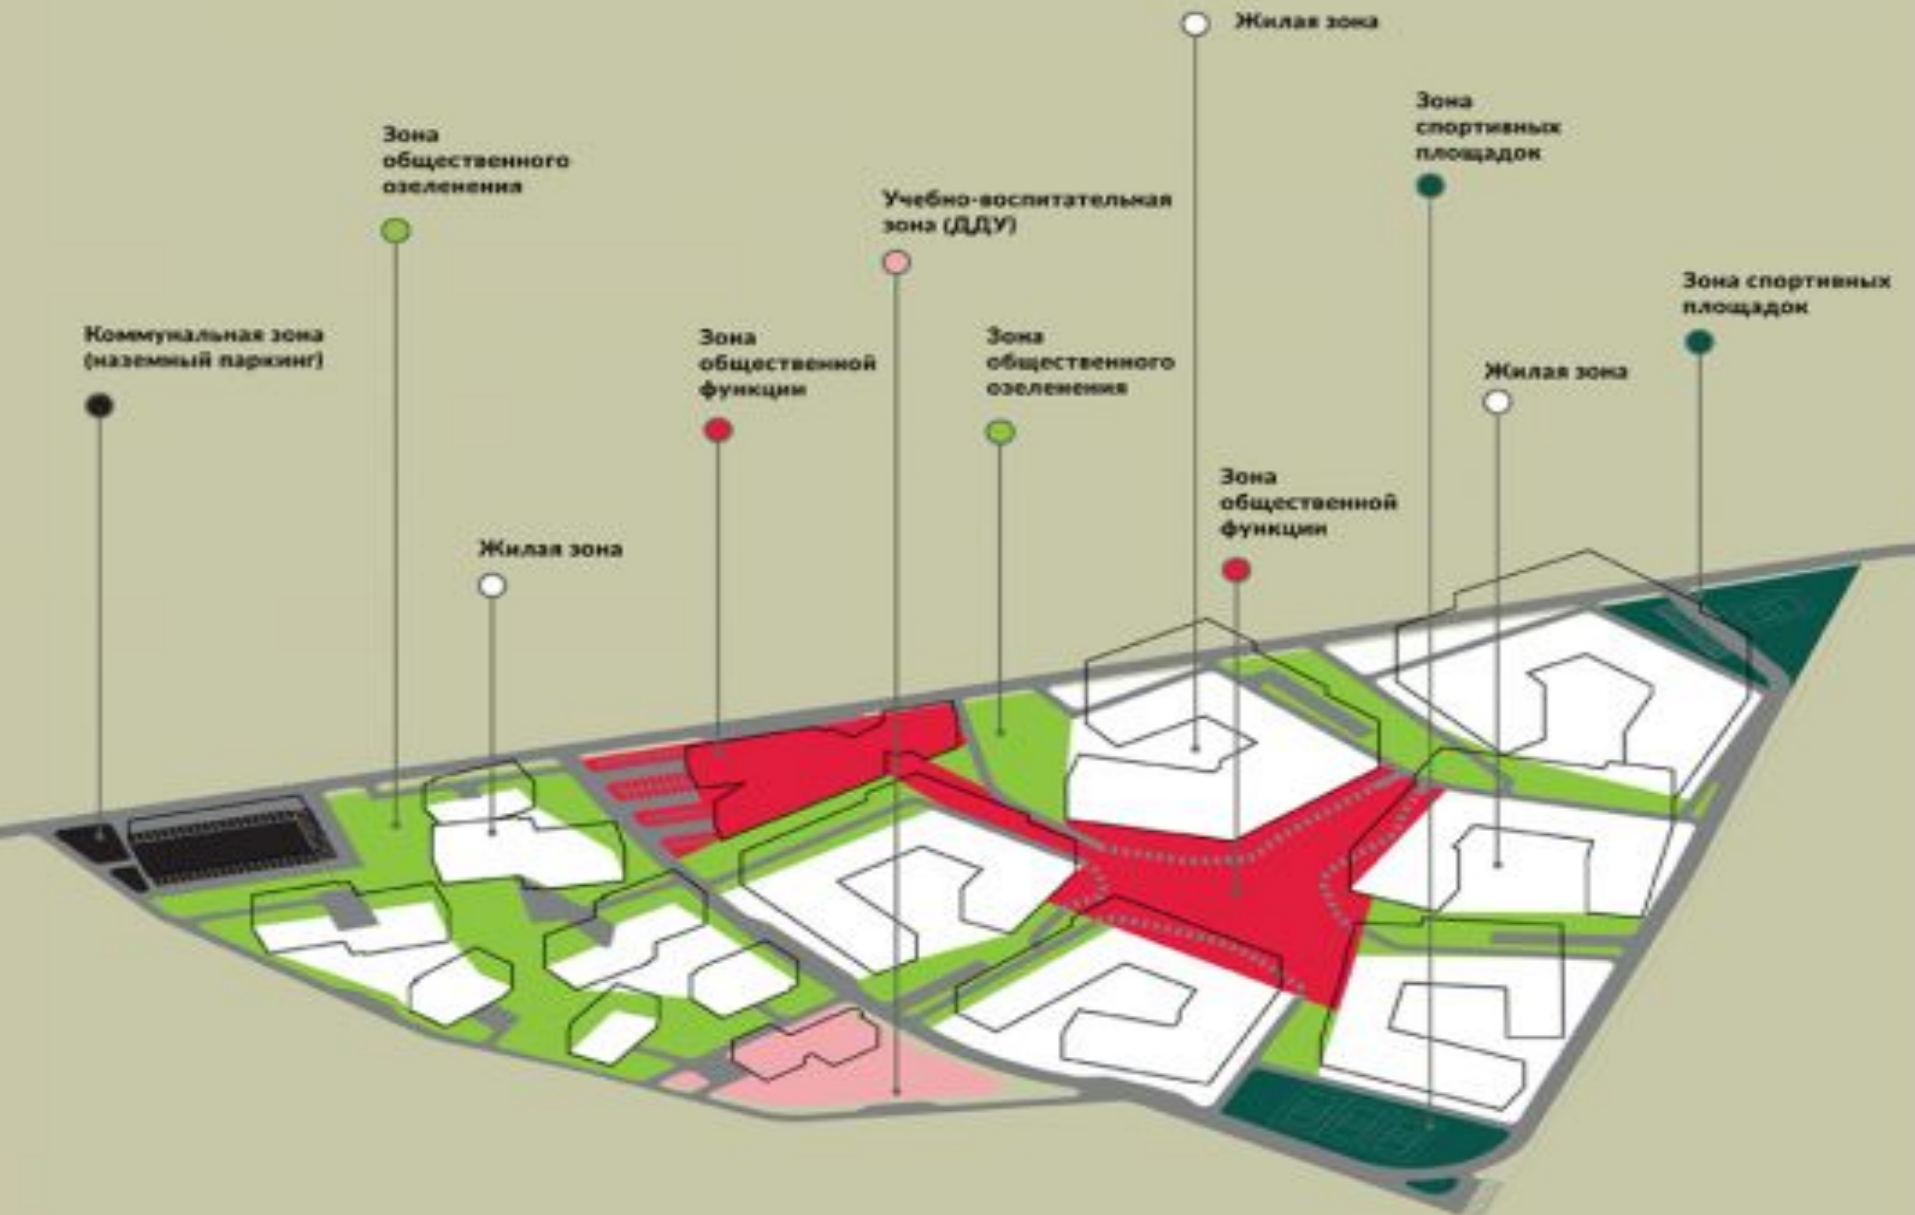 Жилая зона
Зона
спортивных
площадок
Зона
общественного
озеленения
Учебно-воспитательная
зона (ДДУ)
Зона спортивных
площадок
Коммунальная зона
(наземный паркинг)
Зона
общественной
функции
Зона
общественного
озеленения
Жилая зона
Зона
общественной
функции
Жилая зона